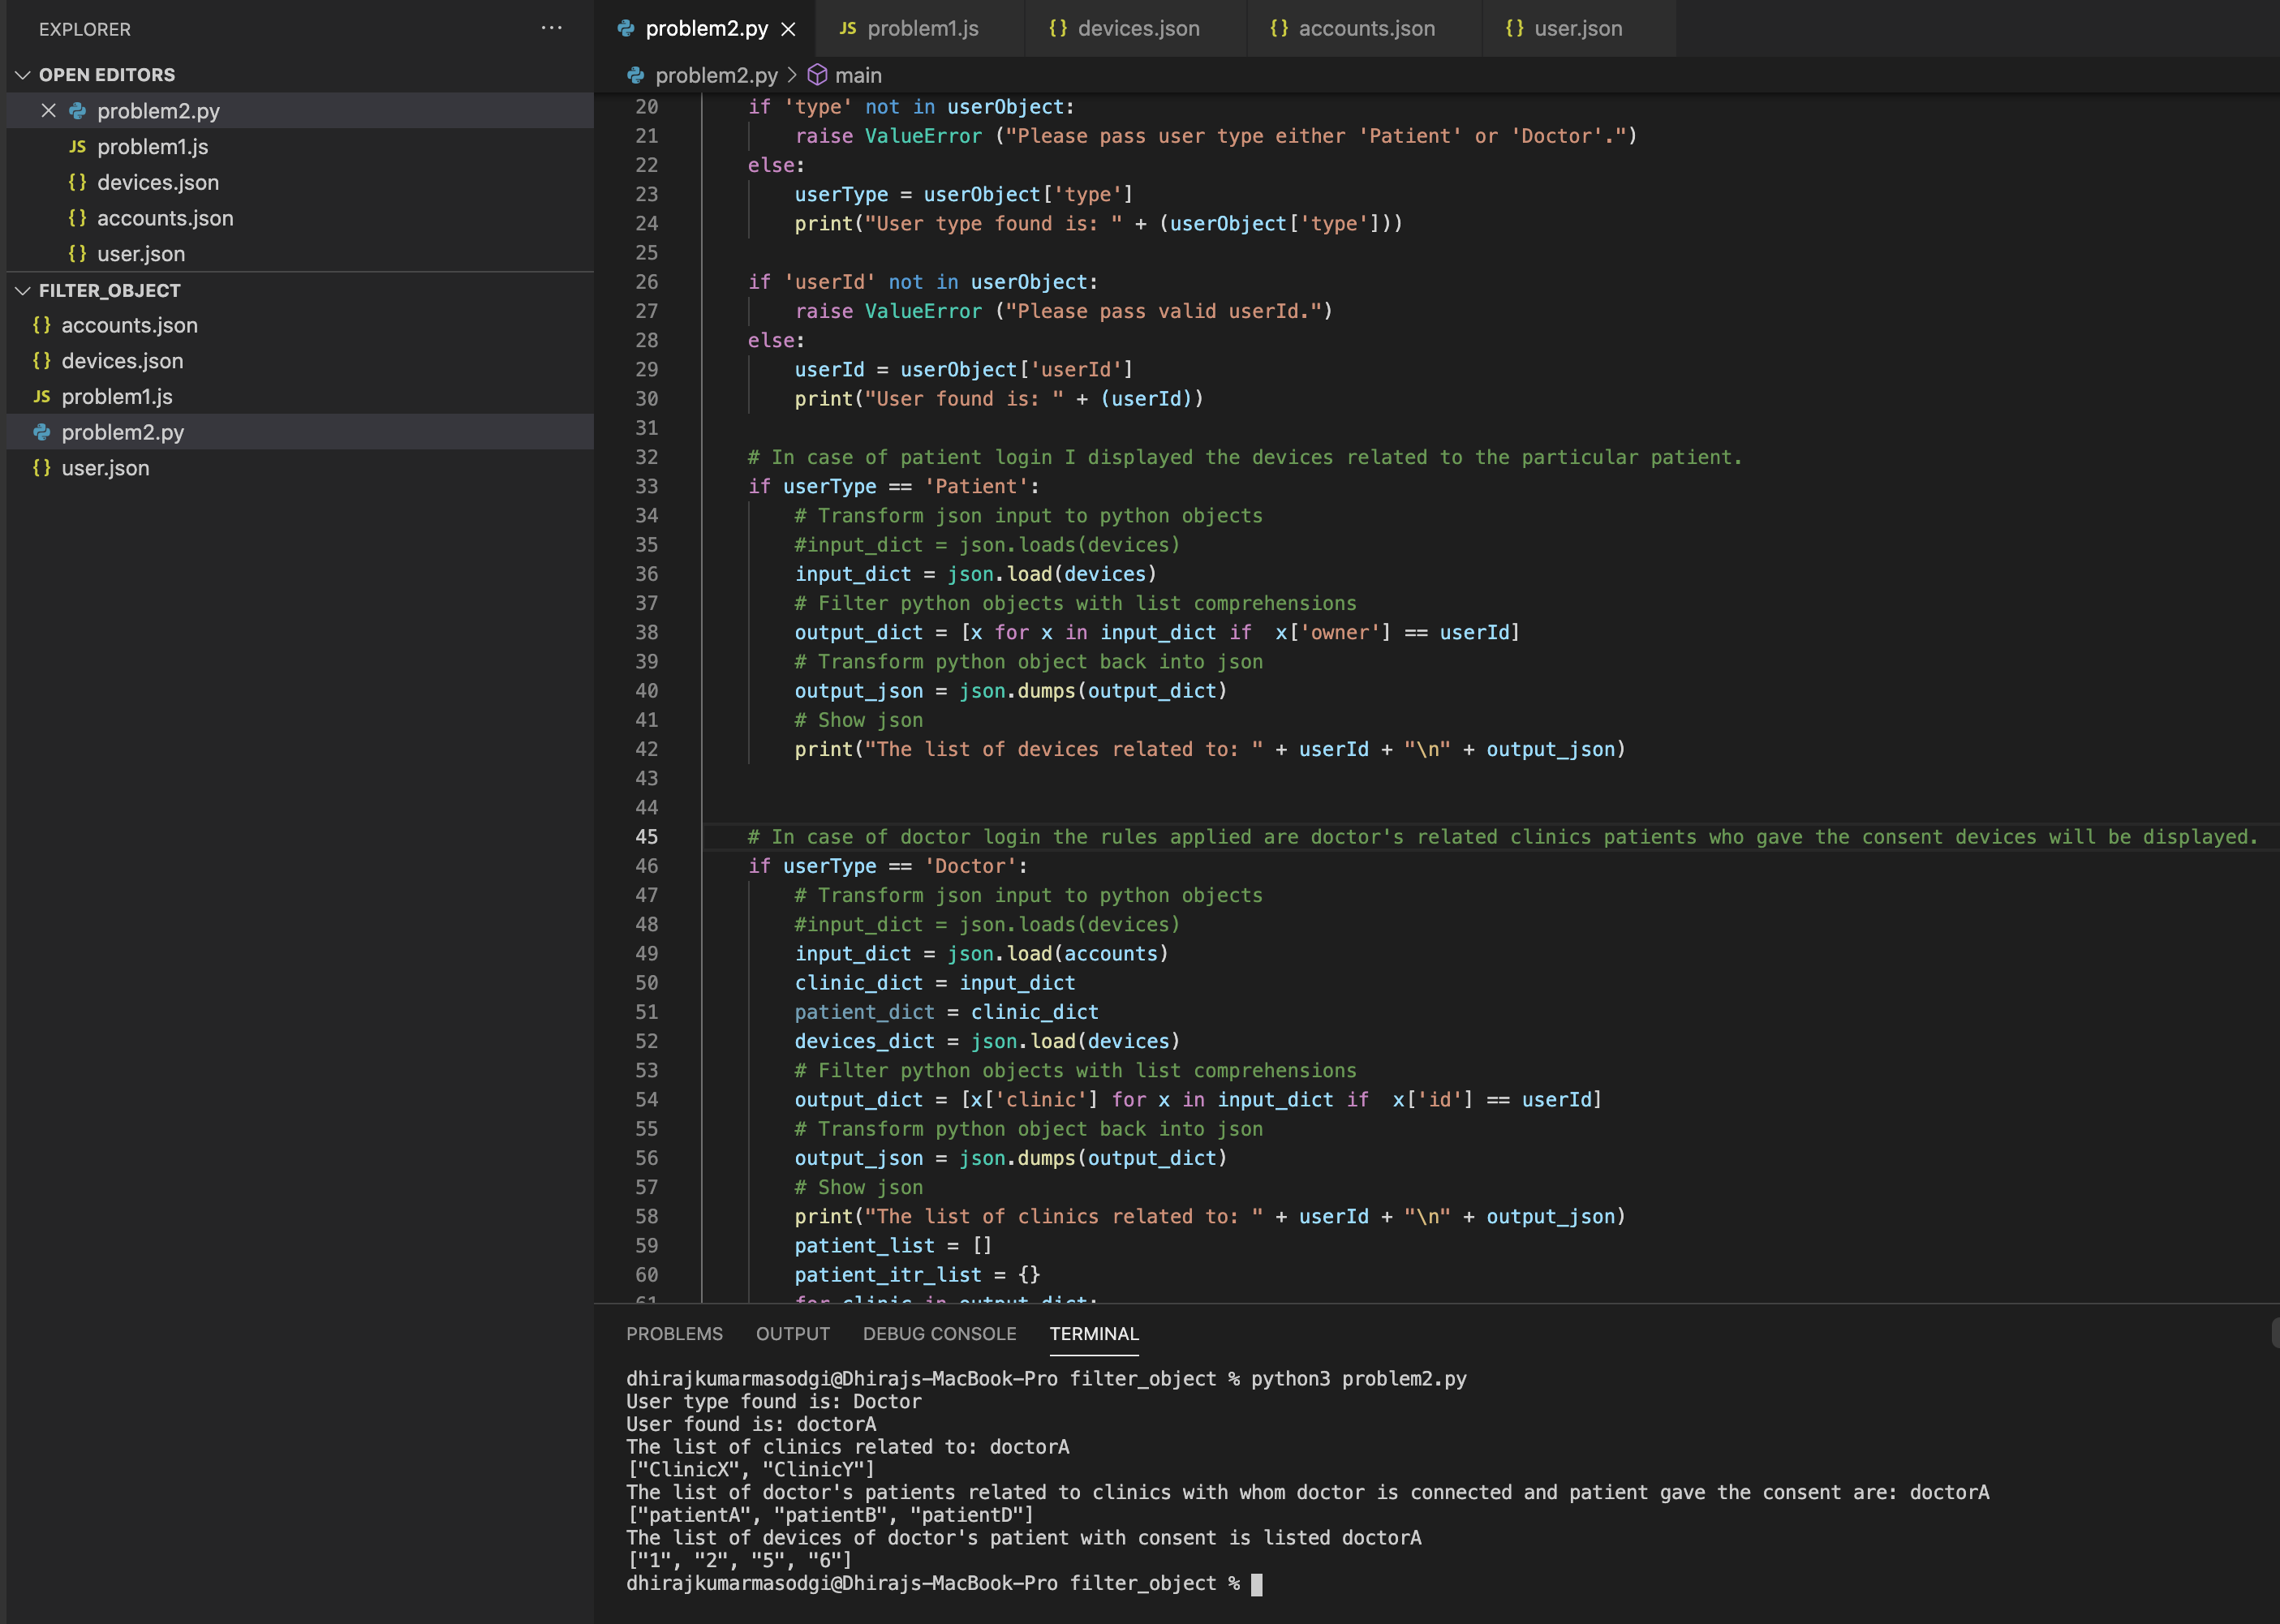 EXPLORER
···
OPEN EDITORS
problem2.py
JS problem1.js
{} devices.json
{} accounts.json
{} user.json
FILTER_OBJECT
{} accounts.json
{} devices.json
JS problem1.js
problem2.py
{} user.json
problem2.py JS problem1.js {} devices.json {} accounts.json {} user.json
problem2.py > main
20 if 'type' not in userObject:
21 raise ValueError ("Please pass user type either 'Patient' or 'Doctor'.")
22 else:
23 userType = userObject['type']
24 print("User type found is: " + (userObject['type']))
25
26 if 'userId' not in userObject:
27 raise ValueError ("Please pass valid userId.")
28 else:
29 userId = userObject['userId']
30 print("User found is: " + (userId))
31
32 # In case of patient login I displayed the devices related to the particular patient.
33 if userType == 'Patient':
34 # Transform json input to python objects
35 #input_dict = json.loads(devices)
36 input_dict = json.load(devices)
37 # Filter python objects with list comprehensions
38 output_dict = [x for x in input_dict if  x['owner'] == userId]
39 # Transform python object back into json
40 output_json = json.dumps(output_dict)
41 # Show json
42 print("The list of devices related to: " + userId + "\n" + output_json)
43
44
45 # In case of doctor login the rules applied are doctor's related clinics patients who gave the consent devices will be displayed.
46 if userType == 'Doctor':
47 # Transform json input to python objects
48 #input_dict = json.loads(devices)
49 input_dict = json.load(accounts)
50 clinic_dict = input_dict
51 patient_dict = clinic_dict
52 devices_dict = json.load(devices)
53 # Filter python objects with list comprehensions
54 output_dict = [x['clinic'] for x in input_dict if  x['id'] == userId]
55 # Transform python object back into json
56 output_json = json.dumps(output_dict)
57 # Show json
58 print("The list of clinics related to: " + userId + "\n" + output_json)
59 patient_list = []
60 patient_itr_list = {}
61 for clinic in output_dict:
PROBLEMS OUTPUT DEBUG CONSOLE TERMINAL
dhirajkumarmasodgi@Dhirajs-MacBook-Pro filter_object % python3 problem2.py
User type found is: Doctor
User found is: doctorA
The list of clinics related to: doctorA
["ClinicX", "ClinicY"]
The list of doctor's patients related to clinics with whom doctor is connected and patient gave the consent are: doctorA
["patientA", "patientB", "patientD"]
The list of devices of doctor's patient with consent is listed doctorA
["1", "2", "5", "6"]
dhirajkumarmasodgi@Dhirajs-MacBook-Pro filter_object %